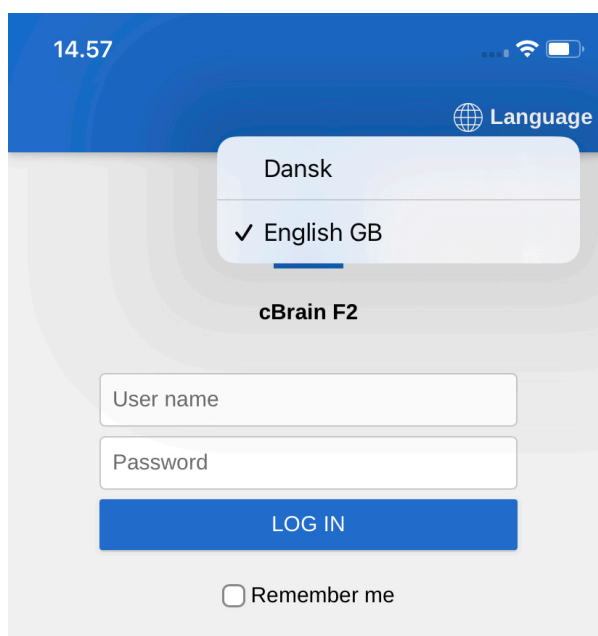 14.57
Language
Dansk
English GB
cBrain F2
User name
Password
LOG IN
Remember me